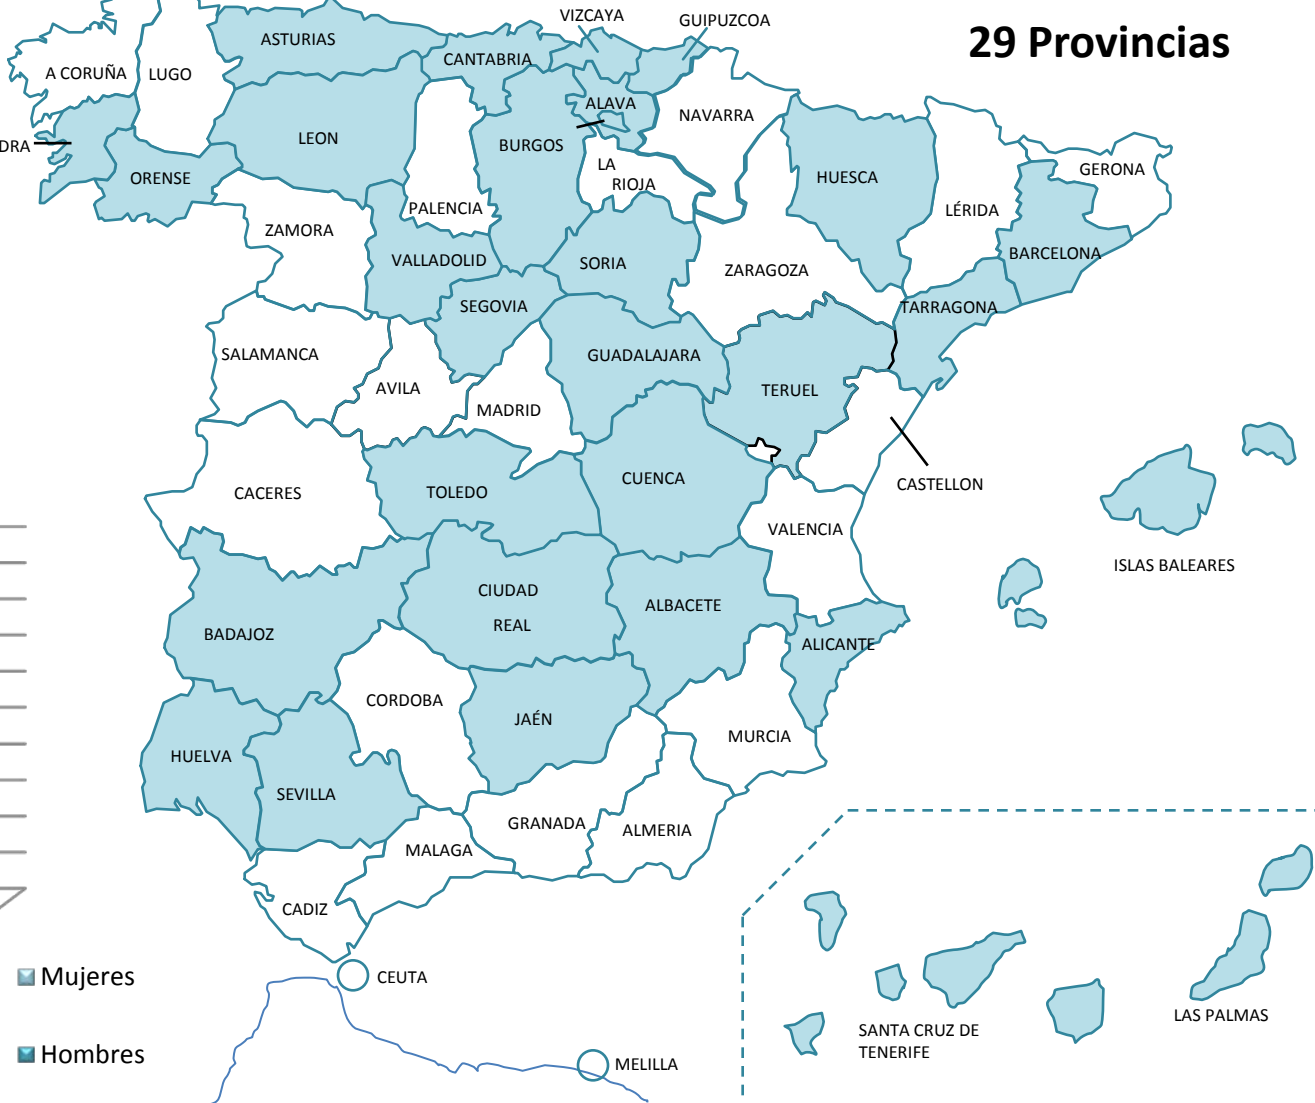 29 Provincias
VIZCAYA
GUIPUZCOA
ASTURIAS
CANTABRIA
A CORUÑA
LUGO
ALAVA
NAVARRA
LEON
BURGOS
DRA
ORENSE
LA
RIOJA
HUESCA
GERONA
PALENCIA
LÉRIDA
ZAMORA
VALLADOLID
SORIA
ZARAGOZA
BARCELONA
SEGOVIA
TARRAGONA
SALAMANCA
GUADALAJARA
AVILA
MADRID
TERUEL
CACERES
TOLEDO
CUENCA
CASTELLON
VALENCIA
ISLAS BALEARES
CIUDAD
REAL
ALBACETE
BADAJOZ
ALICANTE
CORDOBA
JAÉN
MURCIA
HUELVA
SEVILLA
GRANADA
ALMERIA
MALAGA
CADIZ
CEUTA
Mujeres
LAS PALMAS
SANTA CRUZ DE
TENERIFE
Hombres
MELILLA